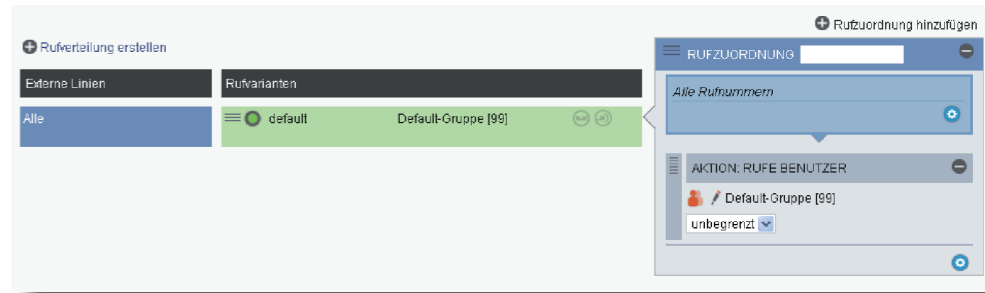 Rufzuordnung hinzufügen
Rufverteilung erstellen
RUFZUORDNUNG
Externe Linien
Rufvarianten
Alle Rufnummern
Alle
default
Default-Gruppe [99]
AKTION: RUFE BENUTZER
Default-Gruppe [99]
unbegrenzt